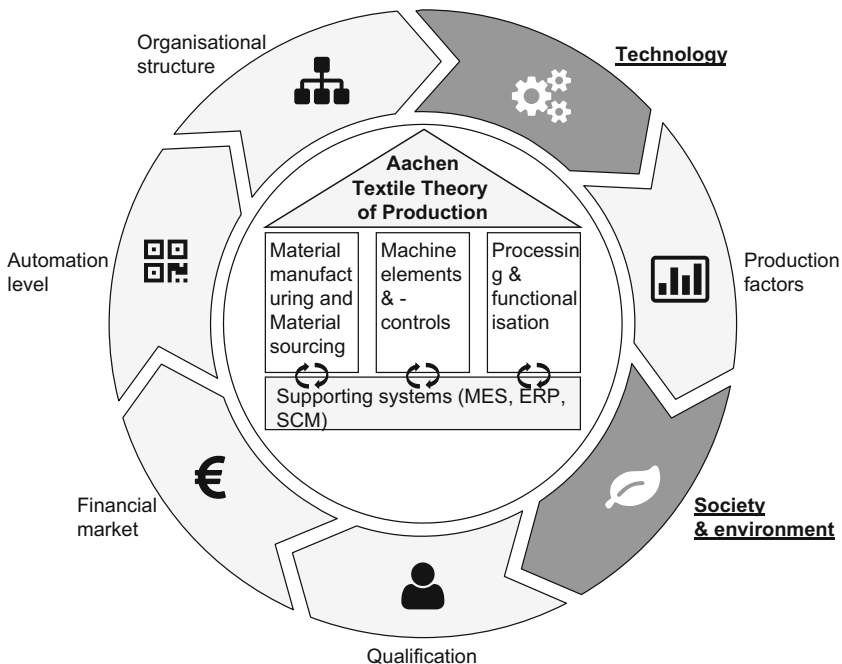 Organisational
structure
Technology
Aachen
Textile Theory
of Production
Automation
level
Material
manufact
uring and
Material
sourcing
Machine
elements
& -
controls
Processin
g &
functional
isation
Production
factors
Supporting systems (MES, ERP,
SCM)
€
Financial
market
Society
& environment
Qualification